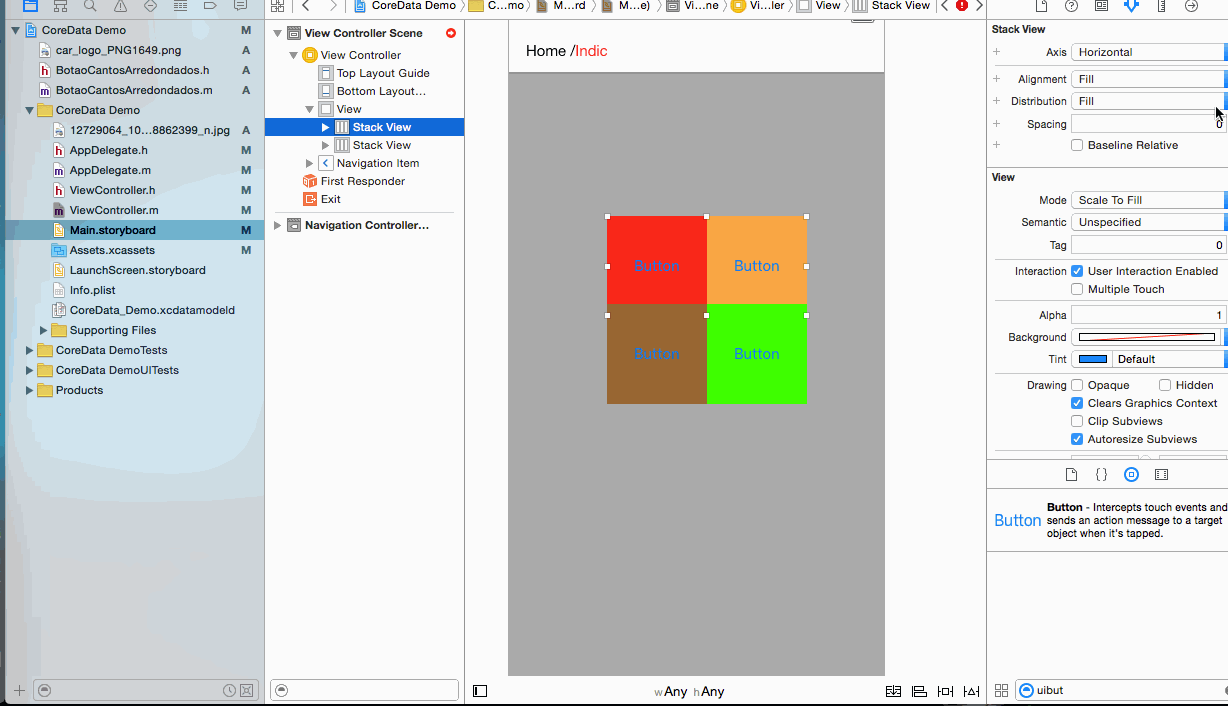 CoreData Demo
C...mo
M...rd
M...e)
Vi...ne
Vi...ler
View
Stack View
CoreData Demo M
car_logo_PNG1649.png A
BotaoCantosArredondados.h A
BotaoCantosArredondados.m A
CoreData Demo
12729064_10...8862399_n.jpg A
AppDelegate.h M
AppDelegate.m M
ViewController.h M
ViewController.m M
Main.storyboard M
Assets.xcassets M
LaunchScreen.storyboard
Info.plist
CoreData_Demo.xcdatamodeld
Supporting Files
CoreData DemoTests
CoreData DemoUITests
Products
View Controller Scene
View Controller
Top Layout Guide
Bottom Layout...
View
Stack View
Stack View
Navigation Item
First Responder
Exit
Navigation Controller...
Home /Indic
Button Button
Button Button
wAny hAny
Stack View
Axis Horizontal
Alignment Fill
Distribution Fill
Spacing 0
Baseline Relative
View
Mode Scale To Fill
Semantic Unspecified
Tag 0
Interaction User Interaction Enabled
Multiple Touch
Alpha 1
Background
Tint Default
Drawing Opaque Hidden
Clears Graphics Context
Clip Subviews
Autoresize Subviews
Button
Button - Intercepts touch events and
sends an action message to a target
object when it's tapped.
uibut